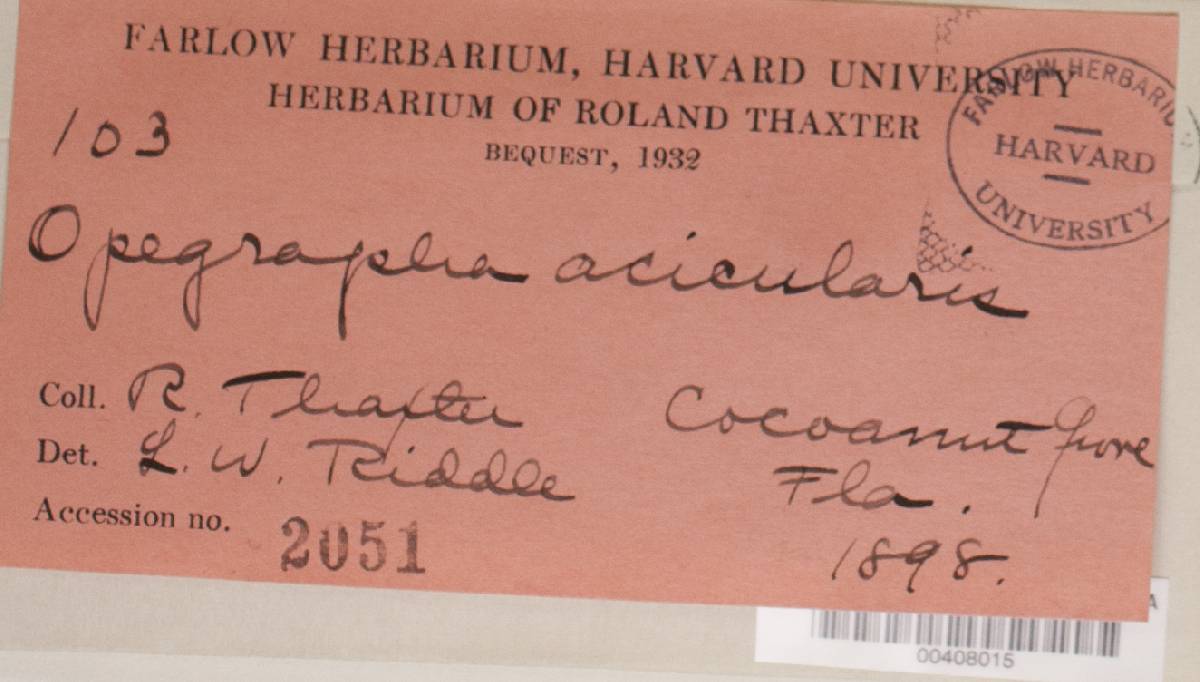 FARLOW HERBARIUM, HARVARD UNIVERSITY
HERBARIUM OF ROLAND THAXTER
BEQUEST, 1932
103
FARLOW HERBARIU
HARVARD
UNIVERSITY
Opegrapha acicularis
Coll. R. Thaxter
Cocoanut Grove
Det. L. W. Riddle
Fla.
Accession no. 2051
1898.
A
00408015